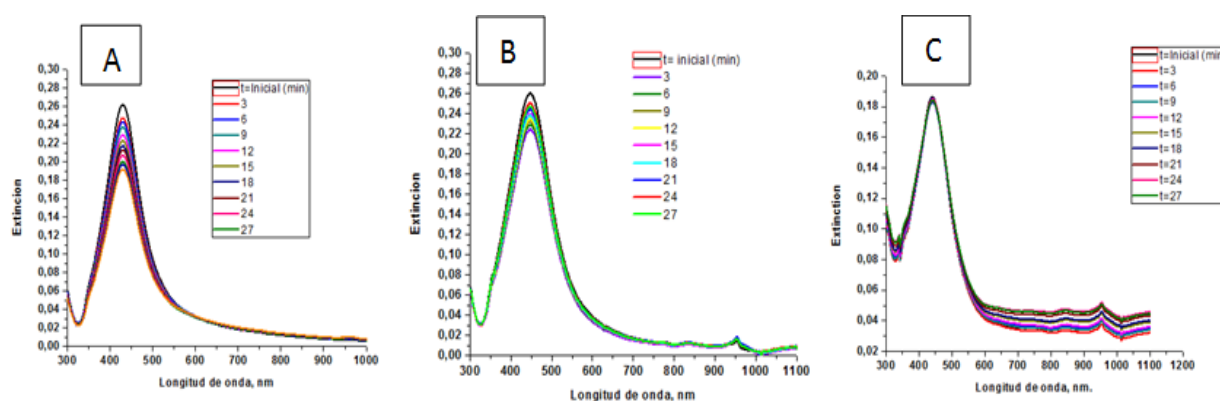 A
0,30
0,28
0,26
0,24
0,22
0,20
0,18
0,16
0,14
0,12
0,10
0,08
0,06
0,04
0,02
0,00
Extincion
300 400 500 600 700 800 900 1000
Longitud de onda, nm
t=Inicial (min)
3
6
9
12
15
18
21
24
27
B
0,30
0,28
0,26
0,24
0,22
0,20
0,18
0,16
0,14
0,12
0,10
0,08
0,06
0,04
0,02
0,00
Extincion
300 400 500 600 700 800 900 1000 1100
Longitud de onda, nm
t= inicial (min)
3
6
9
12
15
18
21
24
27
C
0,20
0,18
0,16
0,14
0,12
0,10
0,08
0,06
0,04
0,02
Extincion
300 400 500 600 700 800 900 1000 1100 1200
Longitud de onda, nm.
t=Inicial (min
t=3
t=6
t=9
t=12
t=15
t=18
t=21
t=24
t=27